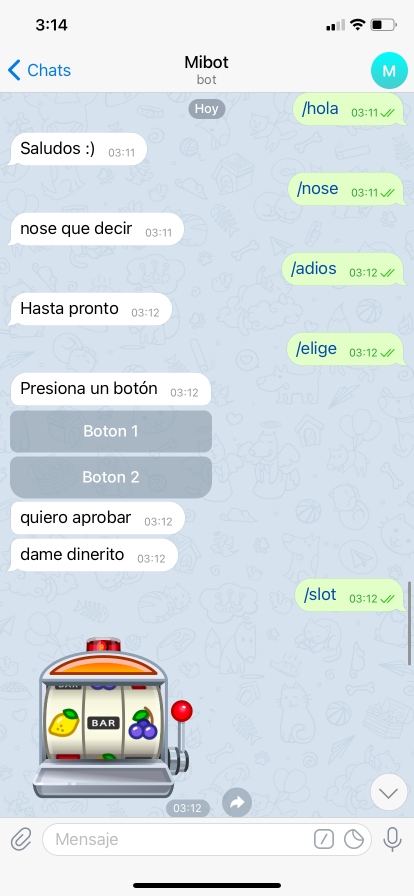 3:14
Chats
Mibot
bot
M
Hoy
/hola 03:11
Saludos :) 03:11
/nose 03:11
nose que decir 03:11
/adios 03:12
Hasta pronto 03:12
/elige 03:12
Presiona un botón 03:12
Boton 1
Boton 2
quiero aprobar 03:12
dame dinerito 03:12
/slot 03:12
BAR
BAR
03:12
Mensaje